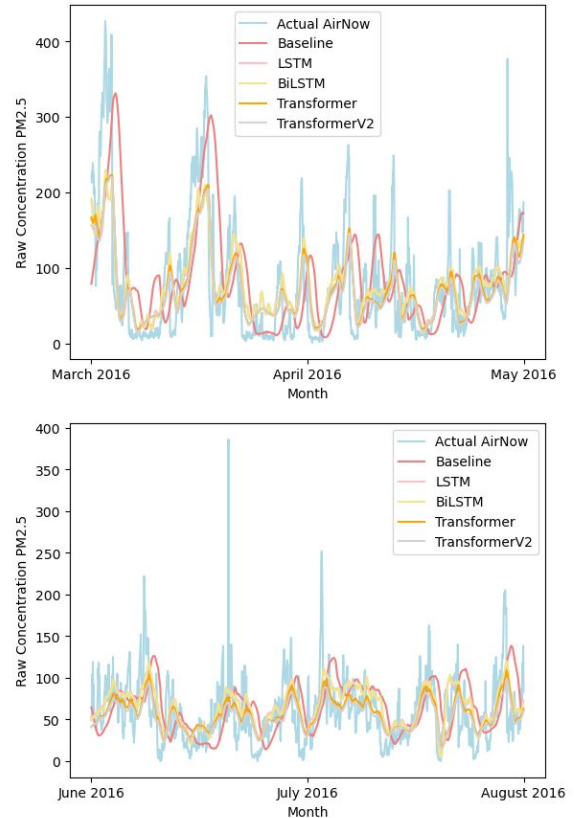 400
300
200
100
0
Raw Concentration PM2.5
Actual AirNow
Baseline
LSTM
BiLSTM
Transformer
TransformerV2
March 2016
April 2016
May 2016
Month
400
350
300
250
200
150
100
50
0
Raw Concentration PM2.5
Actual AirNow
Baseline
LSTM
BiLSTM
Transformer
TransformerV2
June 2016
July 2016
August 2016
Month